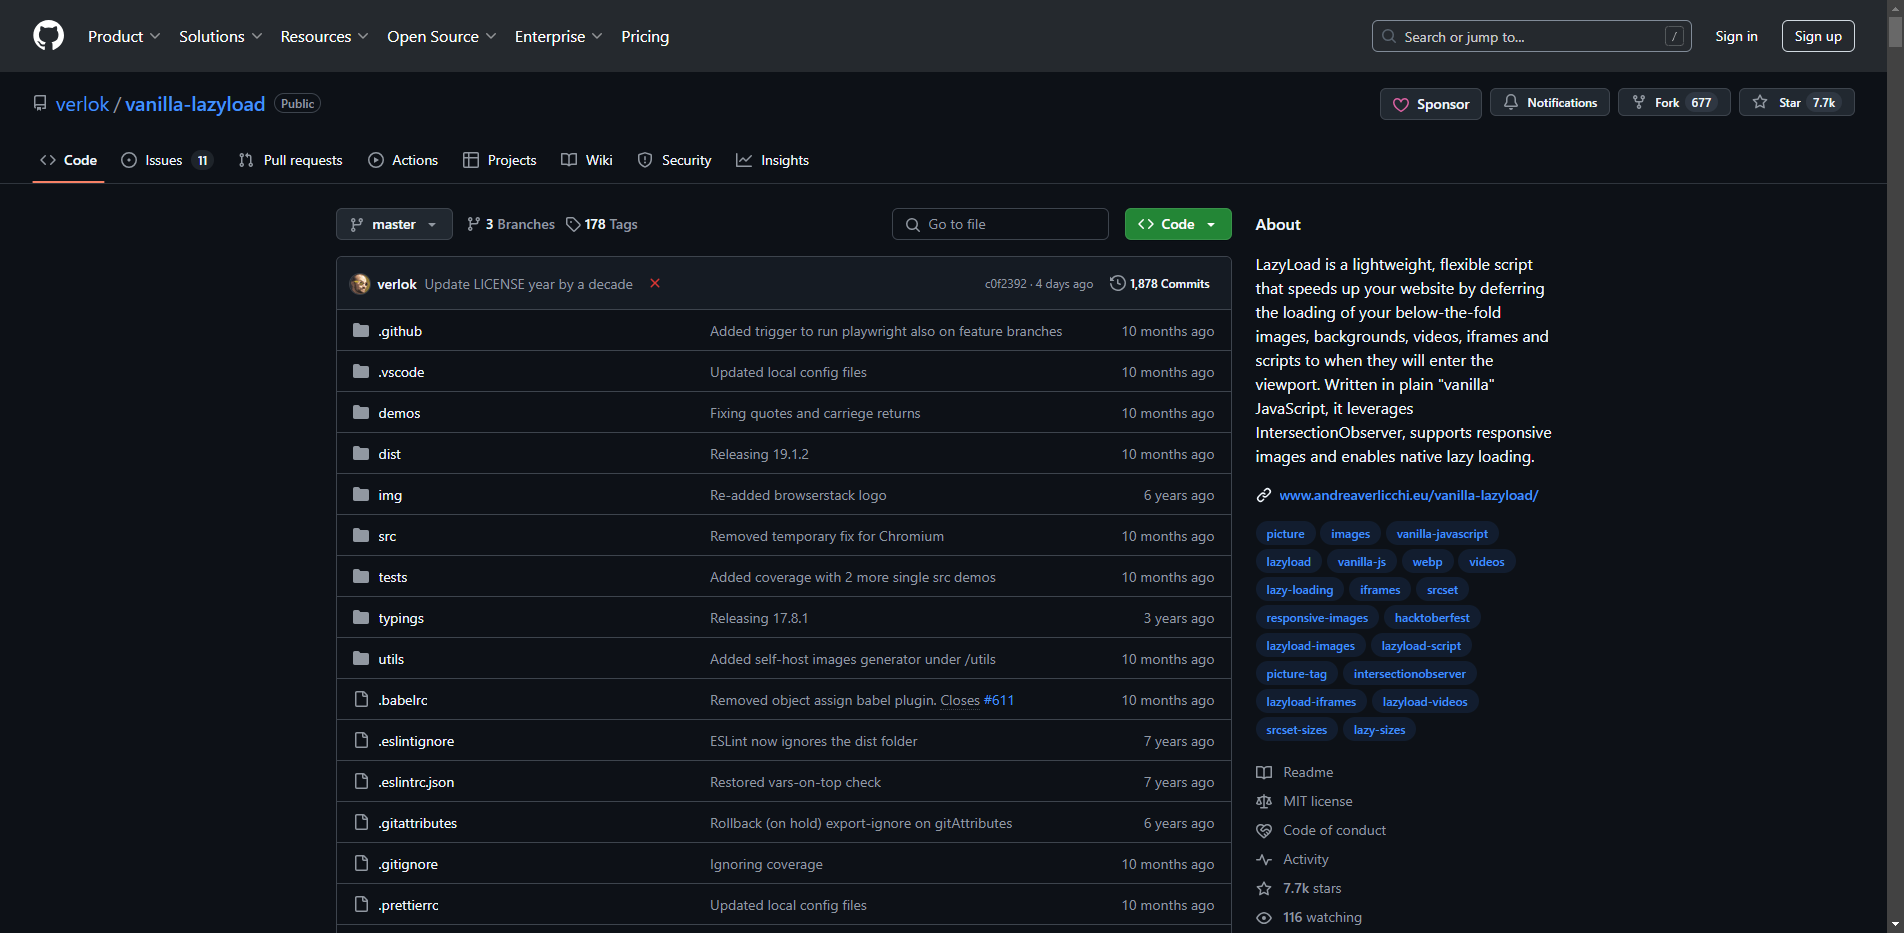 Product Solutions Resources Open Source Enterprise Pricing Search or jump to... / Sign in Sign up
verlok / vanilla-lazyload Public Sponsor Notifications Fork 677 Star 7.7k
Code Issues 11 Pull requests Actions Projects Wiki Security Insights
master 3 Branches 178 Tags Go to file Code
verlok Update LICENSE year by a decade c0f2392 · 4 days ago 1,878 Commits
.github Added trigger to run playwright also on feature branches 10 months ago
.vscode Updated local config files 10 months ago
demos Fixing quotes and carriege returns 10 months ago
dist Releasing 19.1.2 10 months ago
img Re-added browserstack logo 6 years ago
src Removed temporary fix for Chromium 10 months ago
tests Added coverage with 2 more single src demos 10 months ago
typings Releasing 17.8.1 3 years ago
utils Added self-host images generator under /utils 10 months ago
.babelrc Removed object assign babel plugin. Closes #611 10 months ago
.eslintignore ESLint now ignores the dist folder 7 years ago
.eslintrc.json Restored vars-on-top check 7 years ago
.gitattributes Rollback (on hold) export-ignore on gitAttributes 6 years ago
.gitignore Ignoring coverage 10 months ago
.prettierrc Updated local config files 10 months ago
About
LazyLoad is a lightweight, flexible script
that speeds up your website by deferring
the loading of your below-the-fold
images, backgrounds, videos, iframes and
scripts to when they will enter the
viewport. Written in plain "vanilla"
JavaScript, it leverages
IntersectionObserver, supports responsive
images and enables native lazy loading.
www.andreaverlicchi.eu/vanilla-lazyload/
picture images vanilla-javascript
lazyload vanilla-js webp videos
lazy-loading iframes srcset
responsive-images hacktoberfest
lazyload-images lazyload-script
picture-tag intersectionobserver
lazyload-iframes lazyload-videos
srcset-sizes lazy-sizes
Readme
MIT license
Code of conduct
Activity
7.7k stars
116 watching